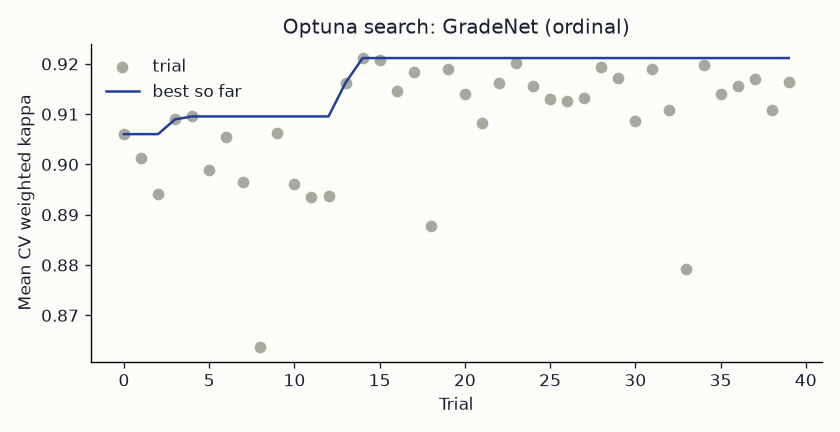 Optuna search: GradeNet (ordinal)
trial
best so far
Mean CV weighted kappa
0.92
0.91
0.90
0.89
0.88
0.87
0 5 10 15 20 25 30 35 40
Trial